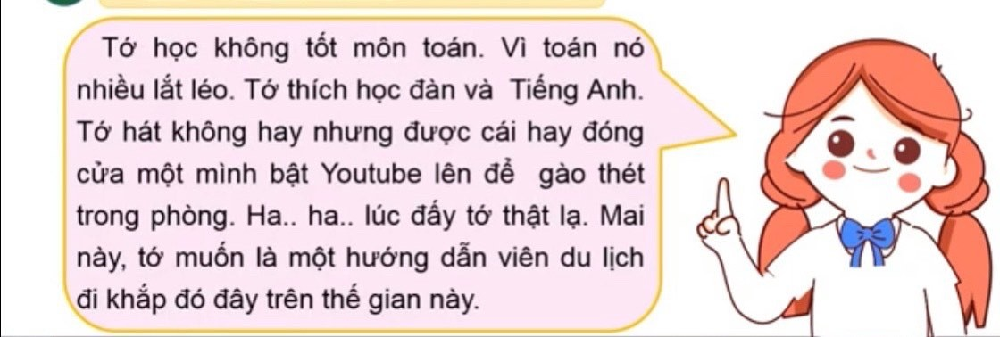 Tớ học không tốt môn toán. Vì toán nó
nhiều lắt léo. Tớ thích học đàn và Tiếng Anh.
Tớ hát không hay nhưng được cái hay đóng
cửa một mình bật Youtube lên để gào thét
trong phòng. Ha.. ha.. lúc đấy tớ thật lạ. Mai
này, tớ muốn là một hướng dẫn viên du lịch
đi khắp đó đây trên thế gian này.